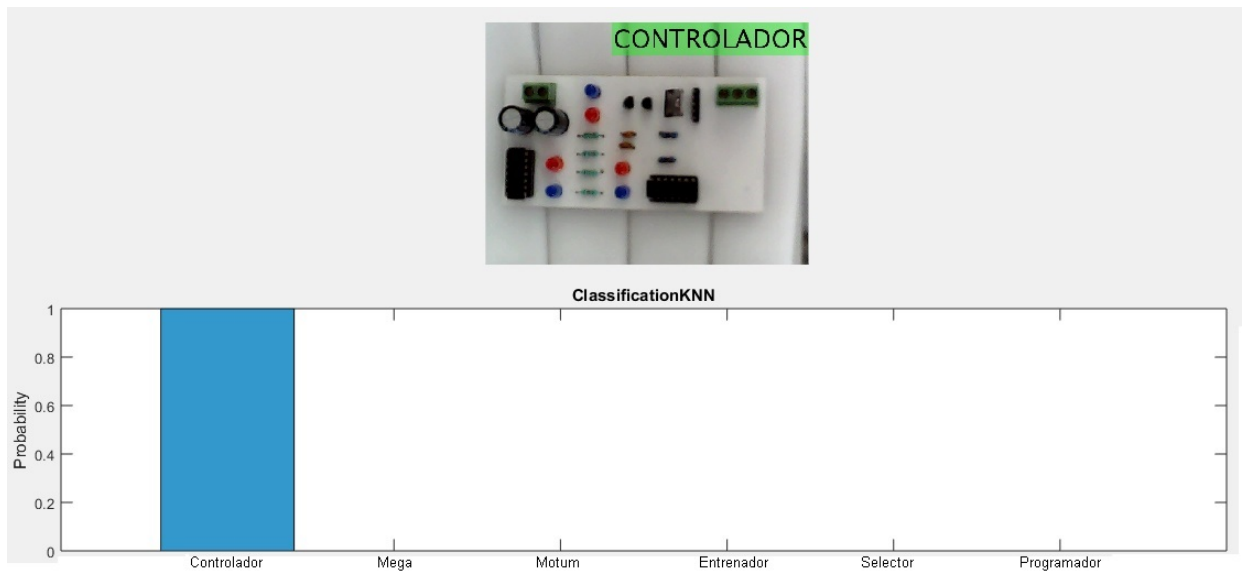 CONTROLADOR
ClassificationKNN
1
0.8
0.6
0.4
0.2
0
Probability
Controlador Mega Motum Entrenador Selector Programador